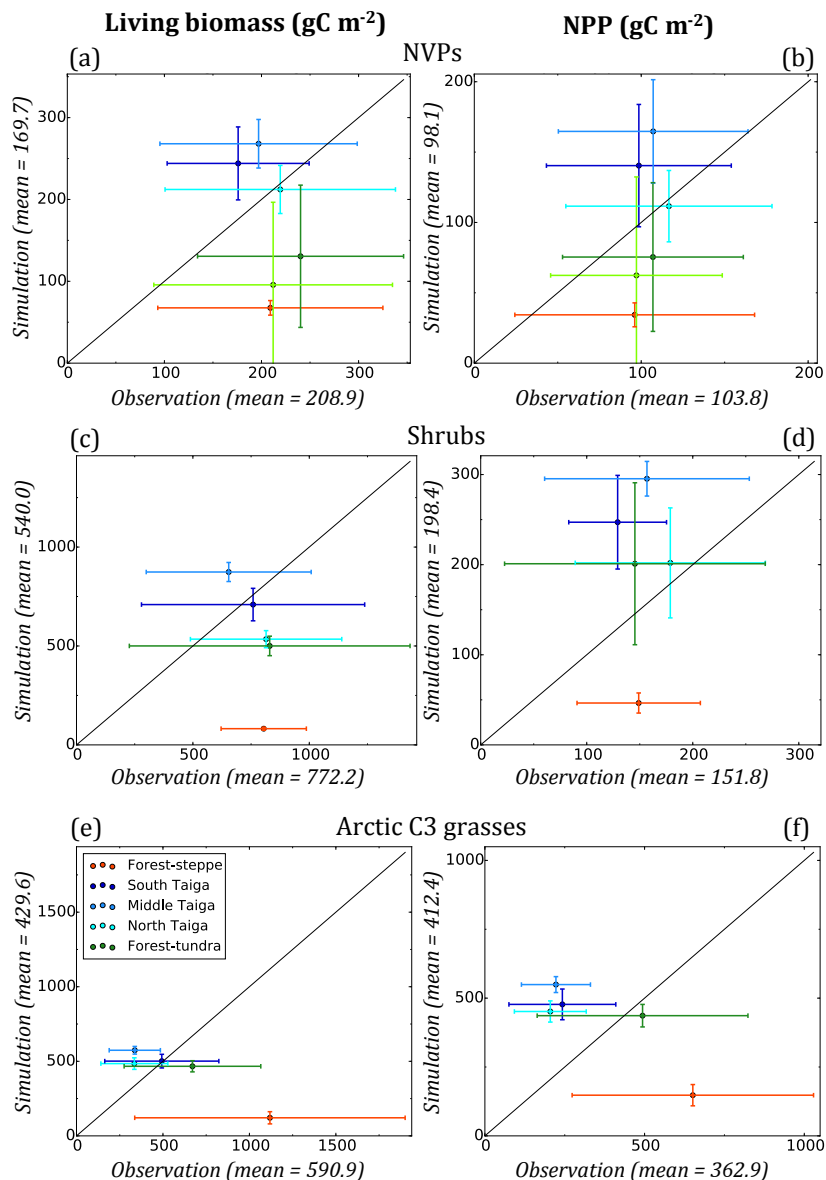 Living biomass (gC m⁻²)
NPP (gC m⁻²)
(a)
NVPs
(b)
Simulation (mean = 169.7)
300
200
100
0
0
100
200
300
Observation (mean = 208.9)
Simulation (mean = 98.1)
200
100
0
0
100
200
Observation (mean = 103.8)
(c)
Shrubs
(d)
Simulation (mean = 540.0)
1000
500
0
0
500
1000
Observation (mean = 772.2)
Simulation (mean = 198.4)
300
200
100
0
0
100
200
300
Observation (mean = 151.8)
(e)
Arctic C3 grasses
(f)
Simulation (mean = 429.6)
1500
1000
500
0
Forest-steppe
South Taiga
Middle Taiga
North Taiga
Forest-tundra
0
500
1000
1500
Observation (mean = 590.9)
Simulation (mean = 412.4)
1000
500
0
0
500
1000
Observation (mean = 362.9)